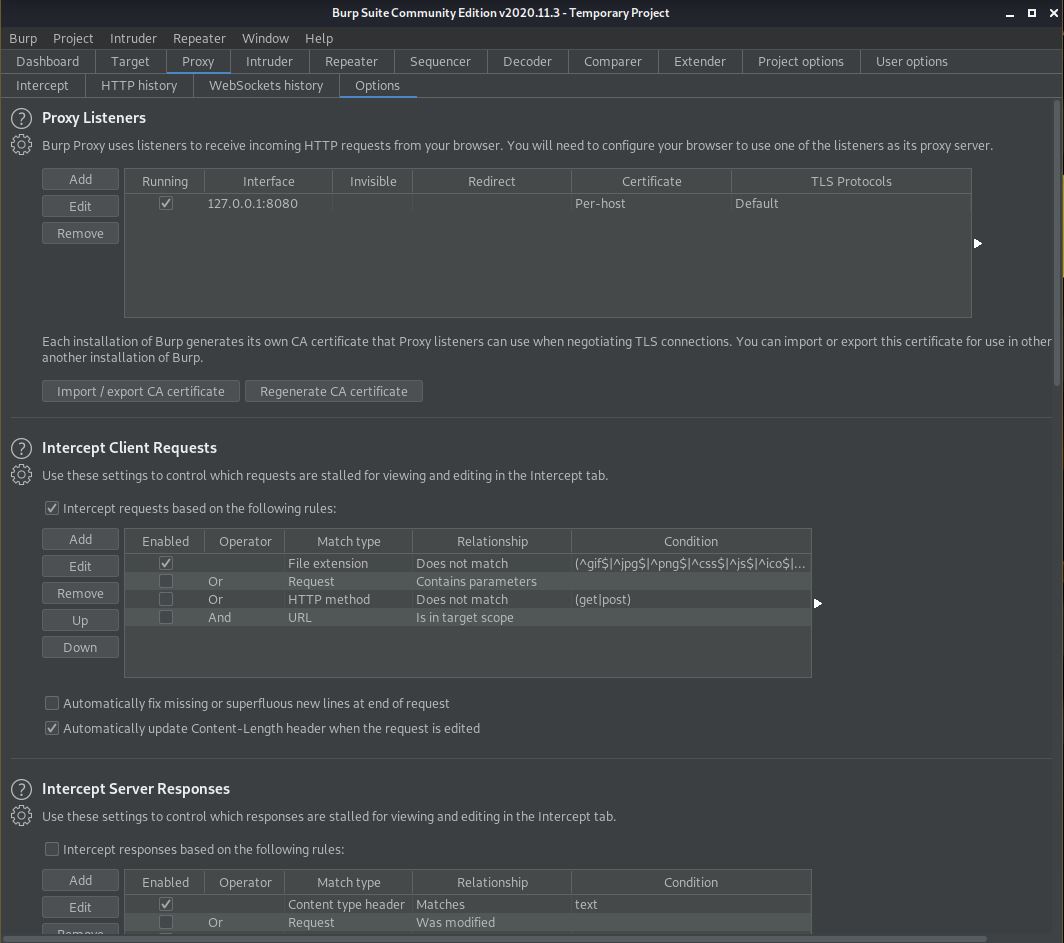 Burp Suite Community Edition v2020.11.3 - Temporary Project
Burp Project Intruder Repeater Window Help
Dashboard Target Proxy Intruder Repeater Sequencer Decoder Comparer Extender Project options User options
Intercept HTTP history WebSockets history Options
? Proxy Listeners
Burp Proxy uses listeners to receive incoming HTTP requests from your browser. You will need to configure your browser to use one of the listeners as its proxy server.
Add Running Interface Invisible Redirect Certificate TLS Protocols
Edit 127.0.0.1:8080 Per-host Default
Remove
Each installation of Burp generates its own CA certificate that Proxy listeners can use when negotiating TLS connections. You can import or export this certificate for use in other
another installation of Burp.
Import / export CA certificate Regenerate CA certificate
? Intercept Client Requests
Use these settings to control which requests are stalled for viewing and editing in the Intercept tab.
Intercept requests based on the following rules:
Add Enabled Operator Match type Relationship Condition
Edit File extension Does not match (^gif$|^jpg$|^png$|^css$|^js$|^ico$|...
Or Request Contains parameters
Remove Or HTTP method Does not match (get|post)
Up And URL Is in target scope
Down
Automatically fix missing or superfluous new lines at end of request
Automatically update Content-Length header when the request is edited
? Intercept Server Responses
Use these settings to control which responses are stalled for viewing and editing in the Intercept tab.
Intercept responses based on the following rules:
Add Enabled Operator Match type Relationship Condition
Edit Content type header Matches text
Or Request Was modified
Remove